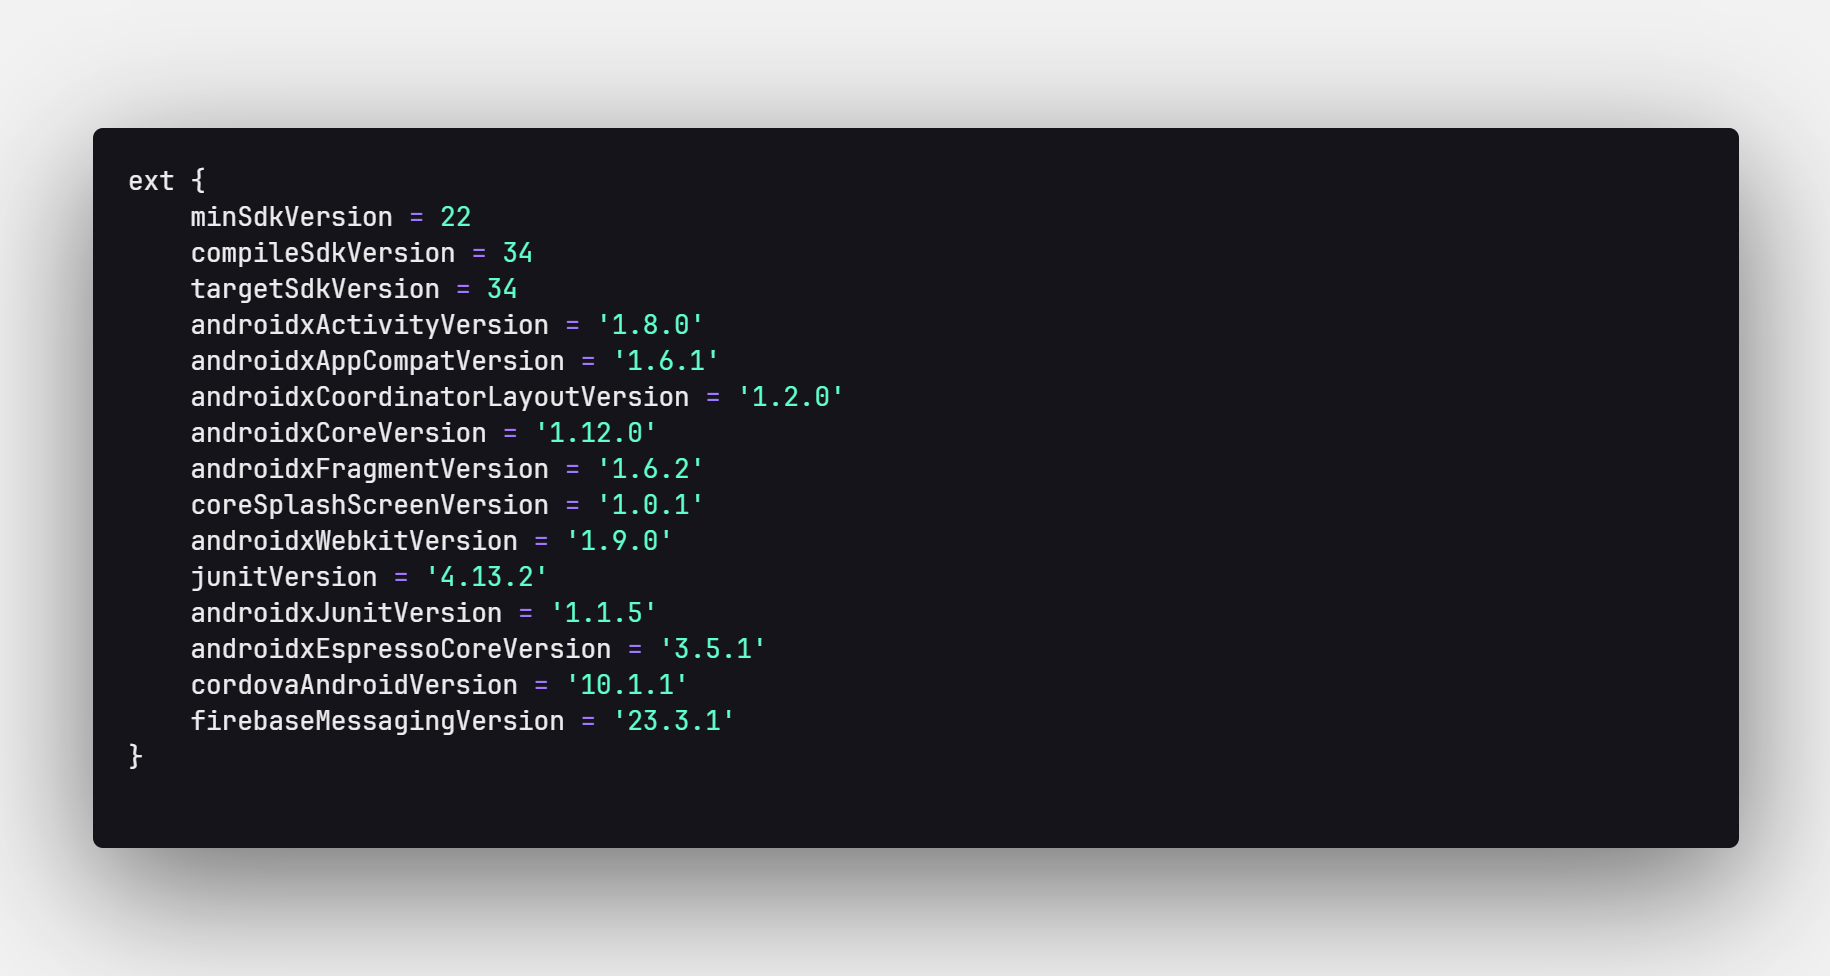 ext {
    minSdkVersion = 22
    compileSdkVersion = 34
    targetSdkVersion = 34
    androidxActivityVersion = '1.8.0'
    androidxAppCompatVersion = '1.6.1'
    androidxCoordinatorLayoutVersion = '1.2.0'
    androidxCoreVersion = '1.12.0'
    androidxFragmentVersion = '1.6.2'
    coreSplashScreenVersion = '1.0.1'
    androidxWebkitVersion = '1.9.0'
    junitVersion = '4.13.2'
    androidxJunitVersion = '1.1.5'
    androidxEspressoCoreVersion = '3.5.1'
    cordovaAndroidVersion = '10.1.1'
    firebaseMessagingVersion = '23.3.1'
}